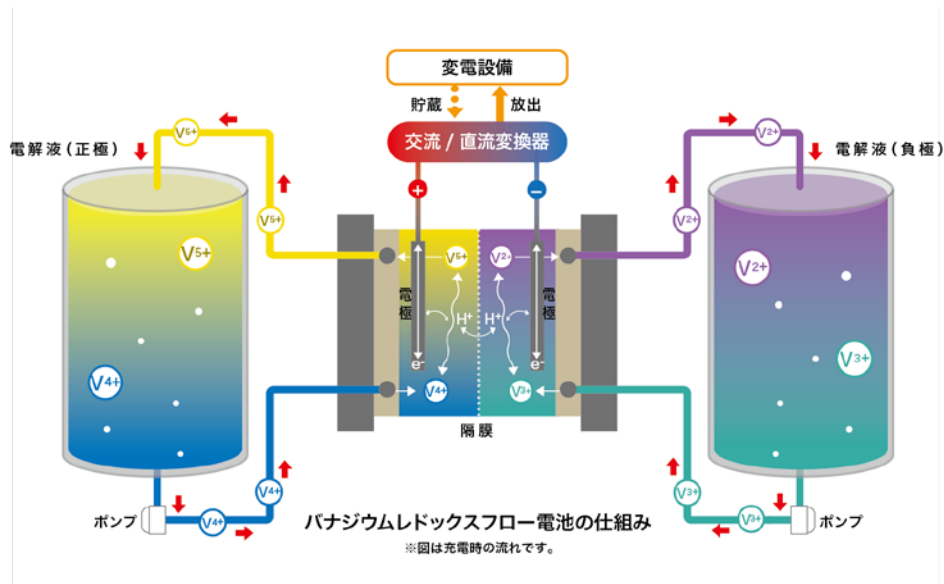 変電設備
貯蔵
放出
交流 / 直流変換器
+
−
電解液(正極)
V5+
V5+
V5+
V4+
ポンプ
V4+
V4+
電極
V5+
H+
e-
V4+
隔膜
V2+
H+
電極
e-
V3+
電解液(負極)
V2+
V2+
V2+
V3+
V3+
V3+
ポンプ
バナジウムレドックスフロー電池の仕組み
※図は充電時の流れです。